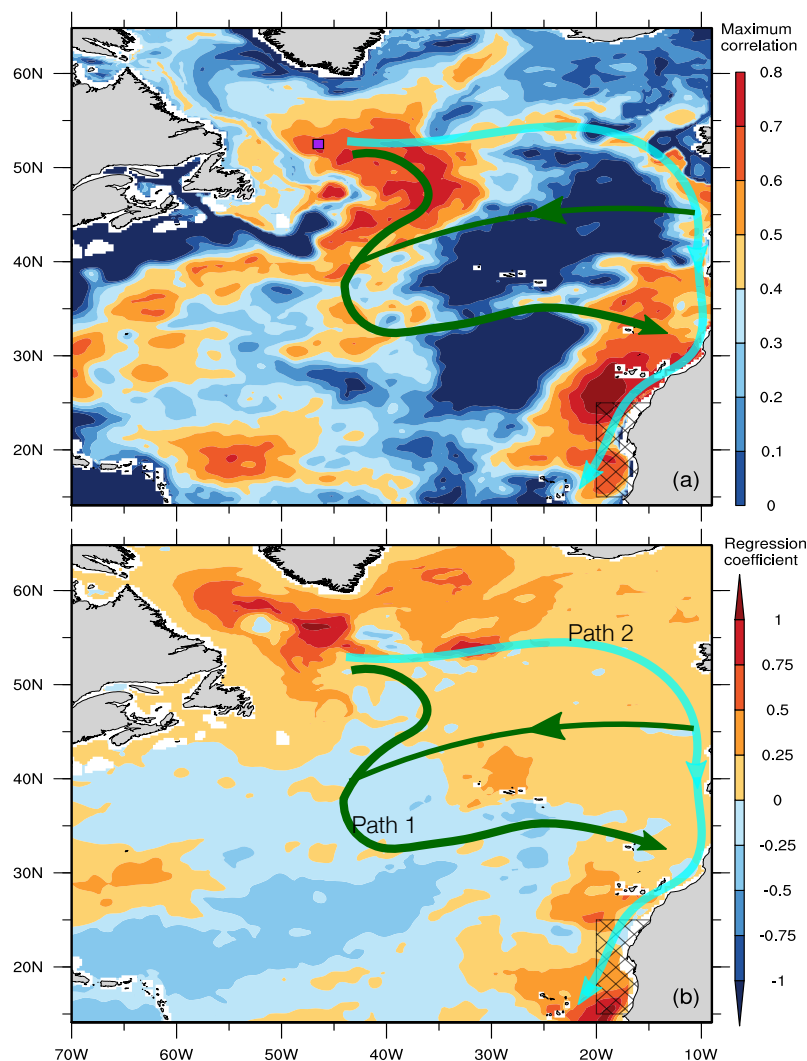 Maximum
correlation
60N
50N
40N
30N
20N
0.8
0.7
0.6
0.5
0.4
0.3
0.2
0.1
0
(a)
Regression
coefficient
60N
50N
40N
30N
20N
Path 2
Path 1
1
0.75
0.5
0.25
0
-0.25
-0.5
-0.75
-1
(b)
70W 60W 50W 40W 30W 20W 10W